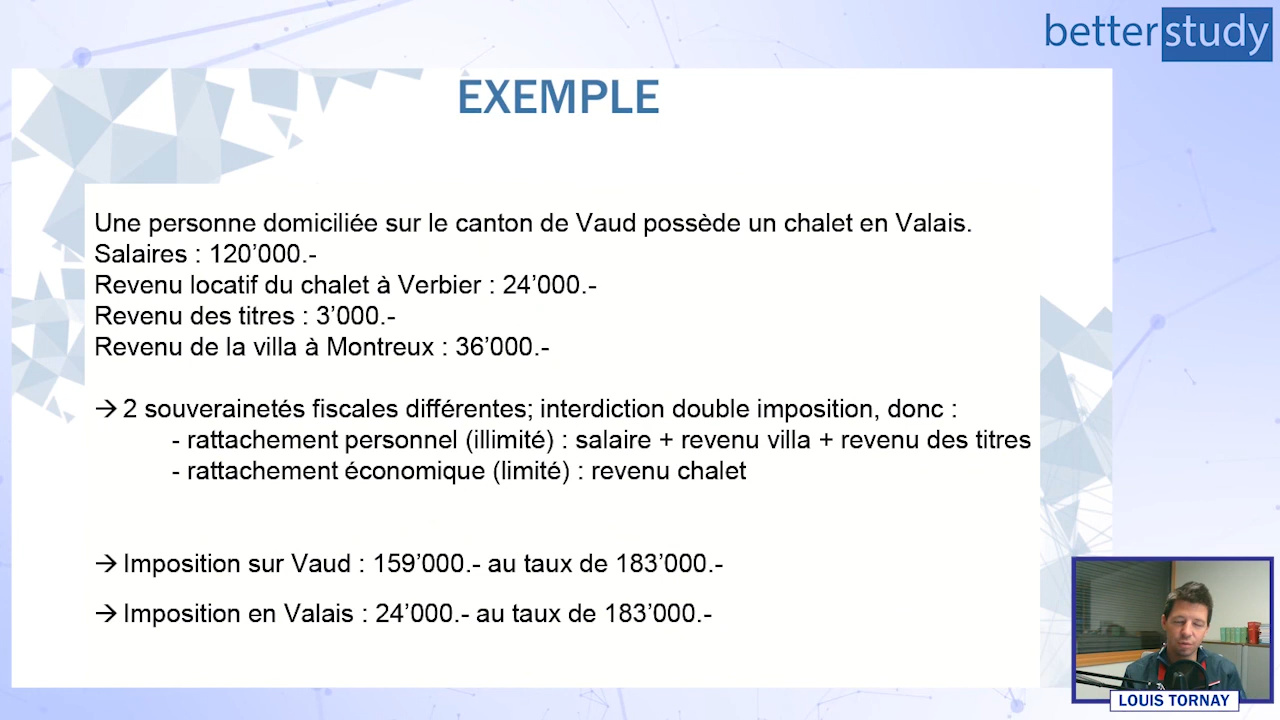 betterstudy
EXEMPLE
Une personne domiciliée sur le canton de Vaud possède un chalet en Valais.
Salaires : 120’000.-
Revenu locatif du chalet à Verbier : 24’000.-
Revenu des titres : 3’000.-
Revenu de la villa à Montreux : 36’000.-
→ 2 souverainetés fiscales différentes; interdiction double imposition, donc :
- rattachement personnel (illimité) : salaire + revenu villa + revenu des titres
- rattachement économique (limité) : revenu chalet
→ Imposition sur Vaud : 159’000.- au taux de 183’000.-
→ Imposition en Valais : 24’000.- au taux de 183’000.-
LOUIS TORNAY